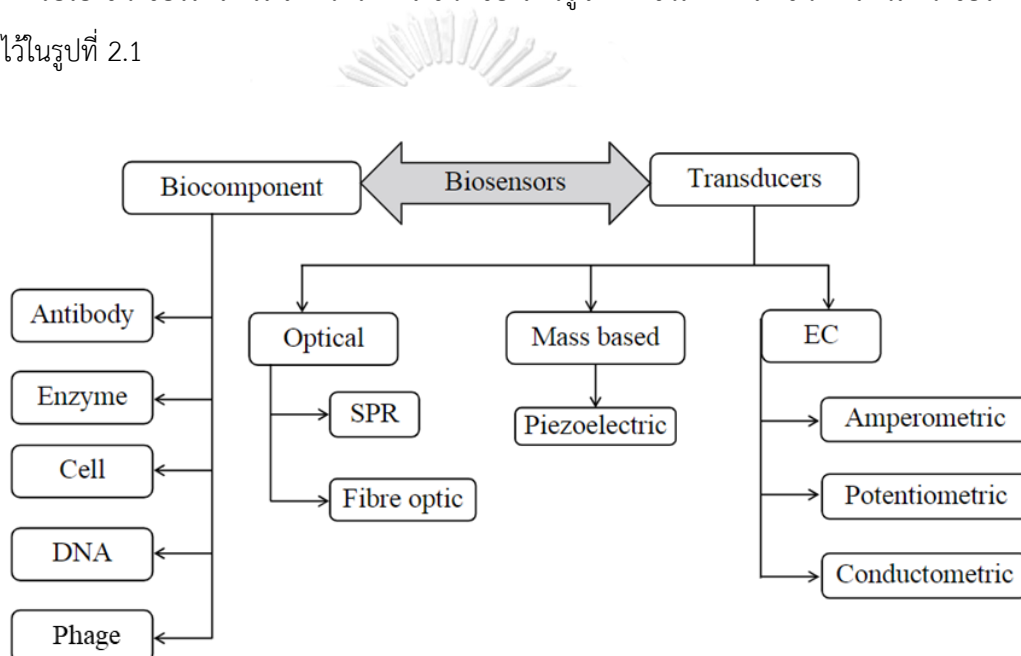 ไว้ในรูปที่ 2.1
Biosensors
Biocomponent
Transducers
Antibody
Enzyme
Cell
DNA
Phage
Optical
SPR
Fibre optic
Mass based
Piezoelectric
EC
Amperometric
Potentiometric
Conductometric